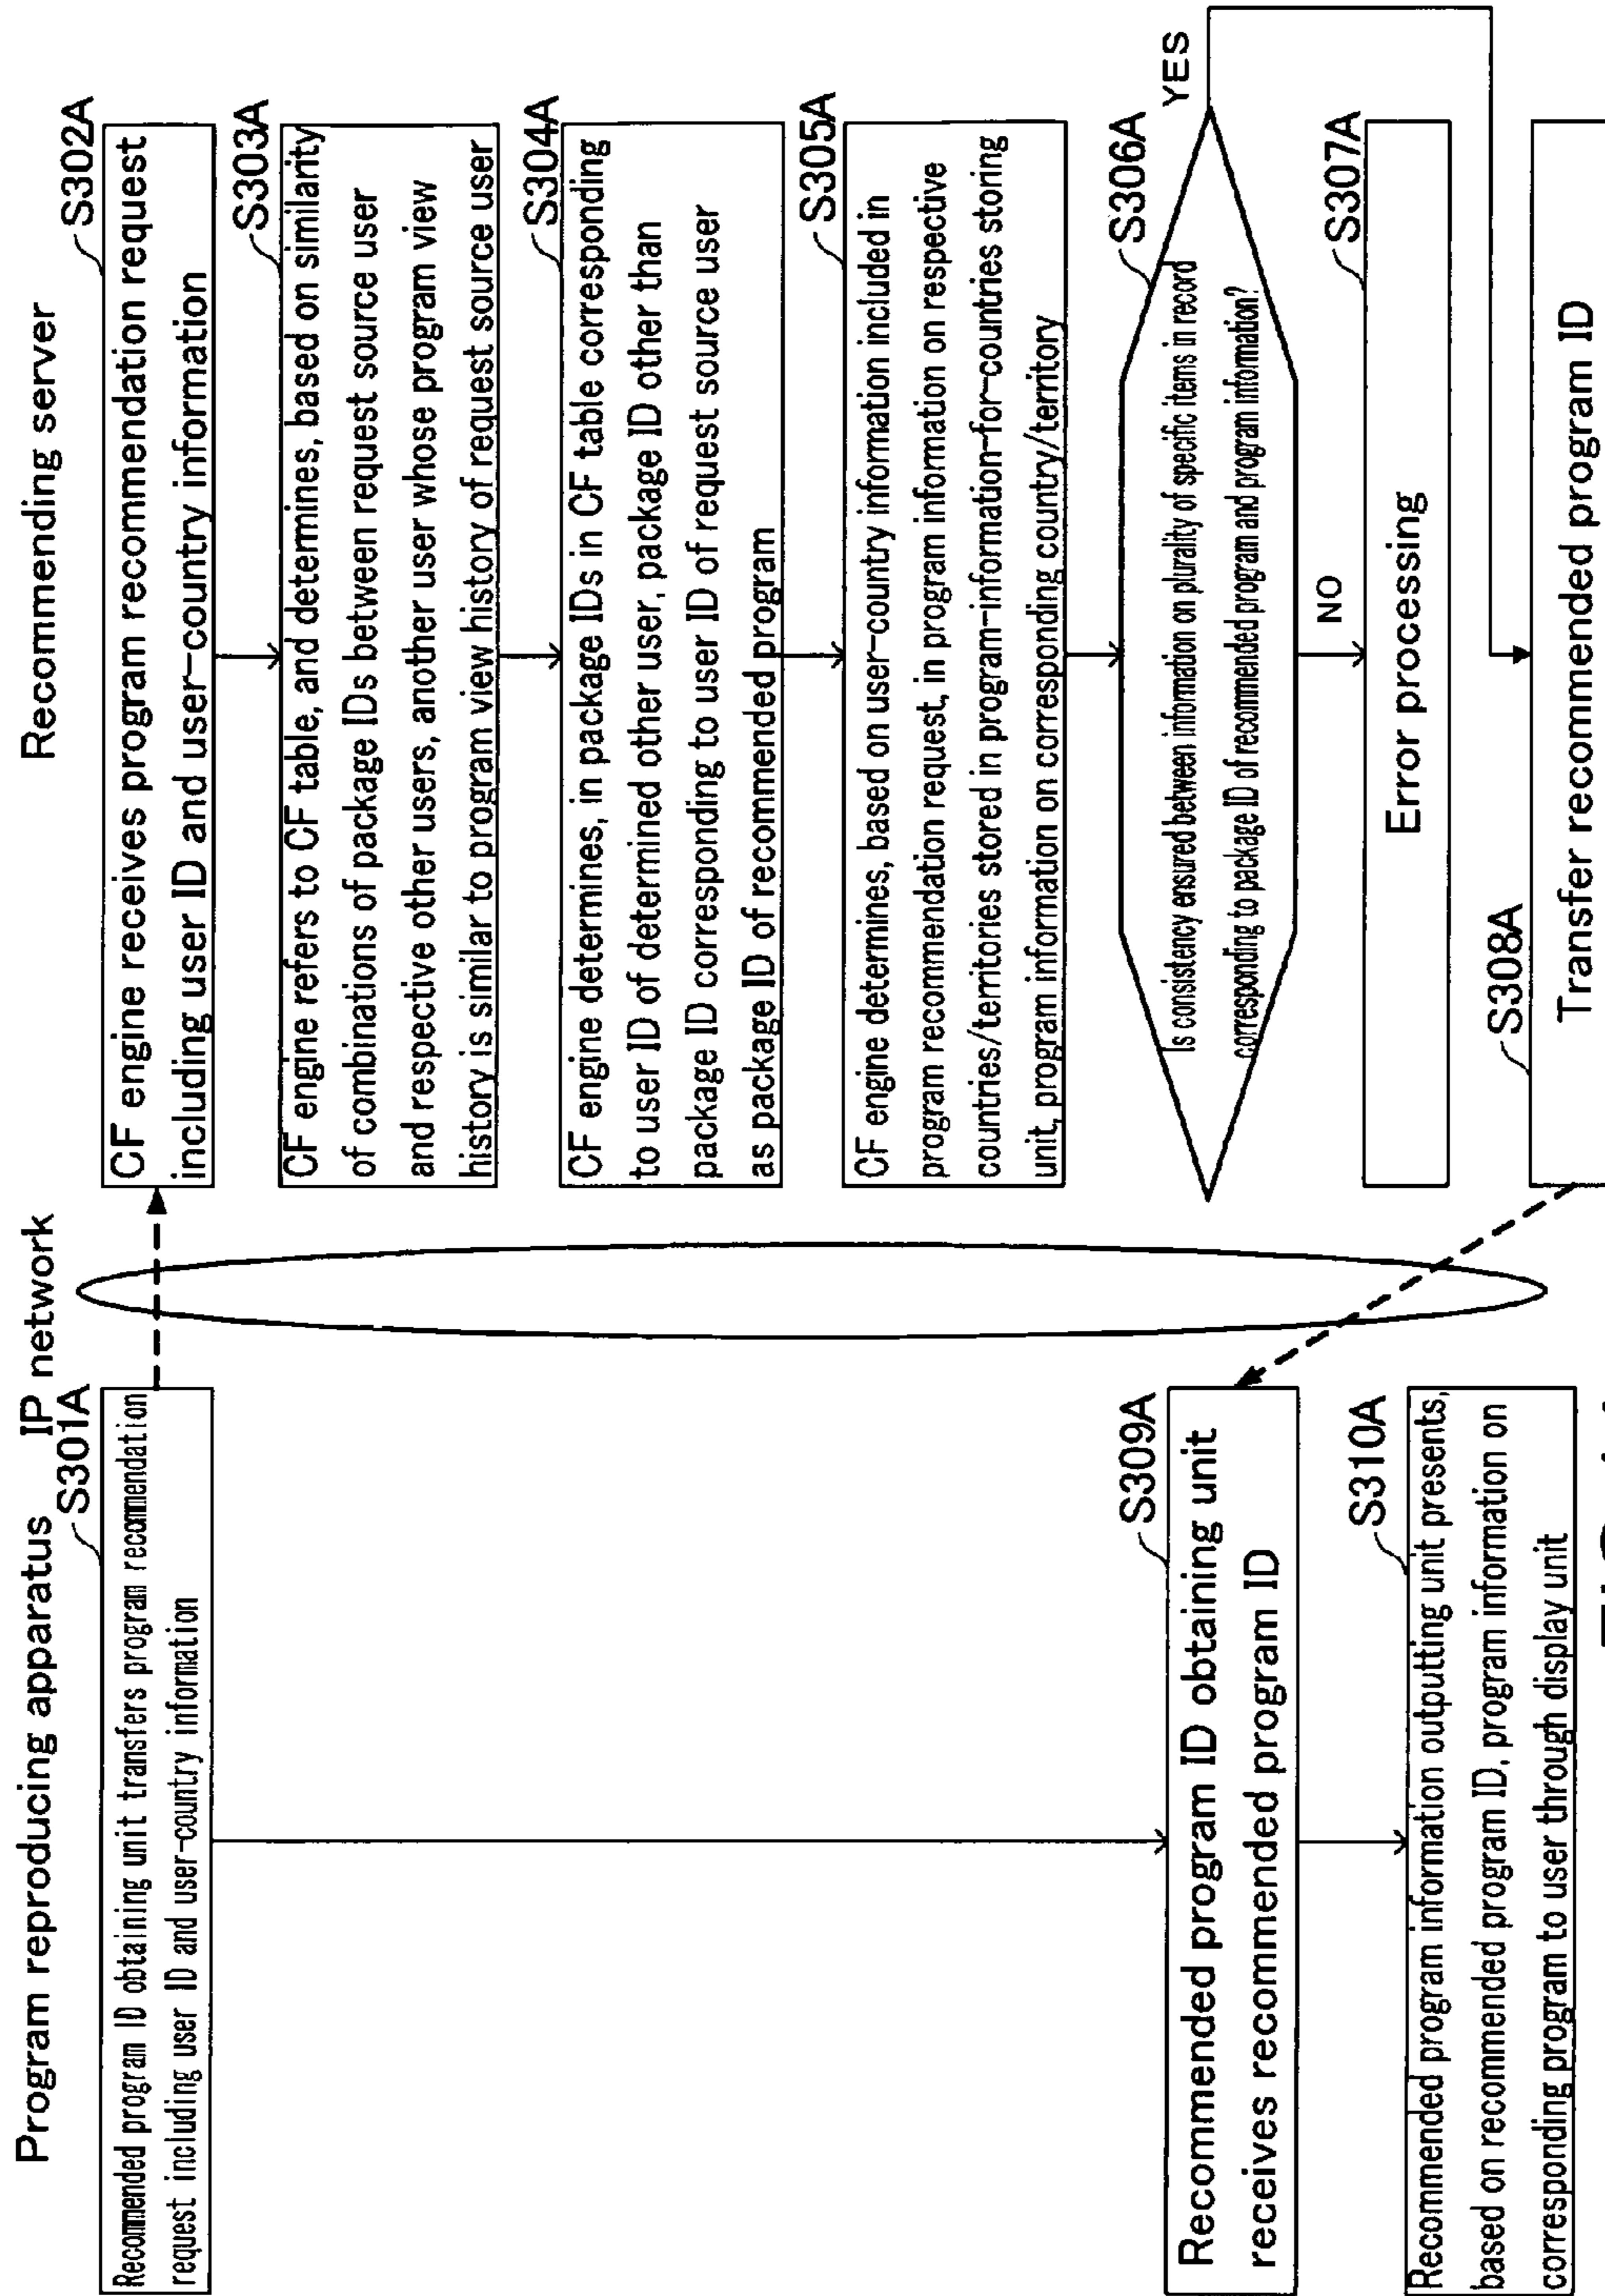 Program reproducing apparatus
IP network
Recommending server
S301A
Recommended program ID obtaining unit transfers program recommendation
request including user ID and user-country information
S302A
CF engine receives program recommendation request
including user ID and user-country information
S303A
CF engine refers to CF table, and determines, based on similarity
of combinations of package IDs between request source user
and respective other users, another user whose program view
history is similar to program view history of request source user
S304A
CF engine determines, in package IDs in CF table corresponding
to user ID of determined other user, package ID other than
package ID corresponding to user ID of request source user
as package ID of recommended program
S305A
CF engine determines, based on user-country information included in
program recommendation request, in program information on respective
countries/territories stored in program-information-for-countries storing
unit, program information on corresponding country/territory
S306A
Is consistency ensured between information on plurality of specific items in record
corresponding to package ID of recommended program and program information?
YES
NO
S307A
Error processing
S308A
Transfer recommended program ID
S309A
Recommended program ID obtaining unit
receives recommended program ID
S310A
Recommended program information outputting unit presents,
based on recommended program ID, program information on
corresponding program to user through display unit